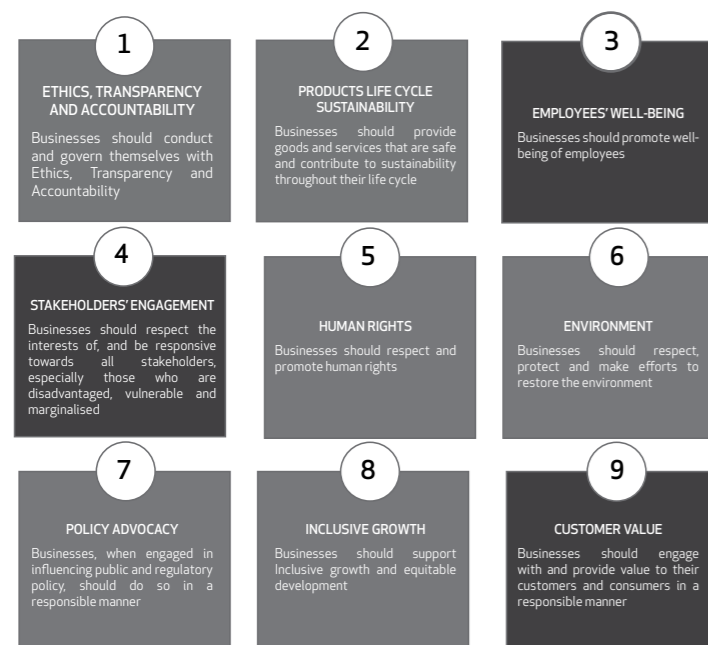 1
ETHICS, TRANSPARENCY
AND ACCOUNTABILITY
Businesses should conduct
and govern themselves with
Ethics, Transparency and
Accountability
2
PRODUCTS LIFE CYCLE
SUSTAINABILITY
Businesses should provide
goods and services that are safe
and contribute to sustainability
throughout their life cycle
3
EMPLOYEES' WELL-BEING
Businesses should promote well-
being of employees
4
STAKEHOLDERS' ENGAGEMENT
Businesses should respect the
interests of, and be responsive
towards all stakeholders,
especially those who are
disadvantaged, vulnerable and
marginalised
5
HUMAN RIGHTS
Businesses should respect and
promote human rights
6
ENVIRONMENT
Businesses should respect,
protect and make efforts to
restore the environment
7
POLICY ADVOCACY
Businesses, when engaged in
influencing public and regulatory
policy, should do so in a
responsible manner
8
INCLUSIVE GROWTH
Businesses should support
Inclusive growth and equitable
development
9
CUSTOMER VALUE
Businesses should engage
with and provide value to their
customers and consumers in a
responsible manner